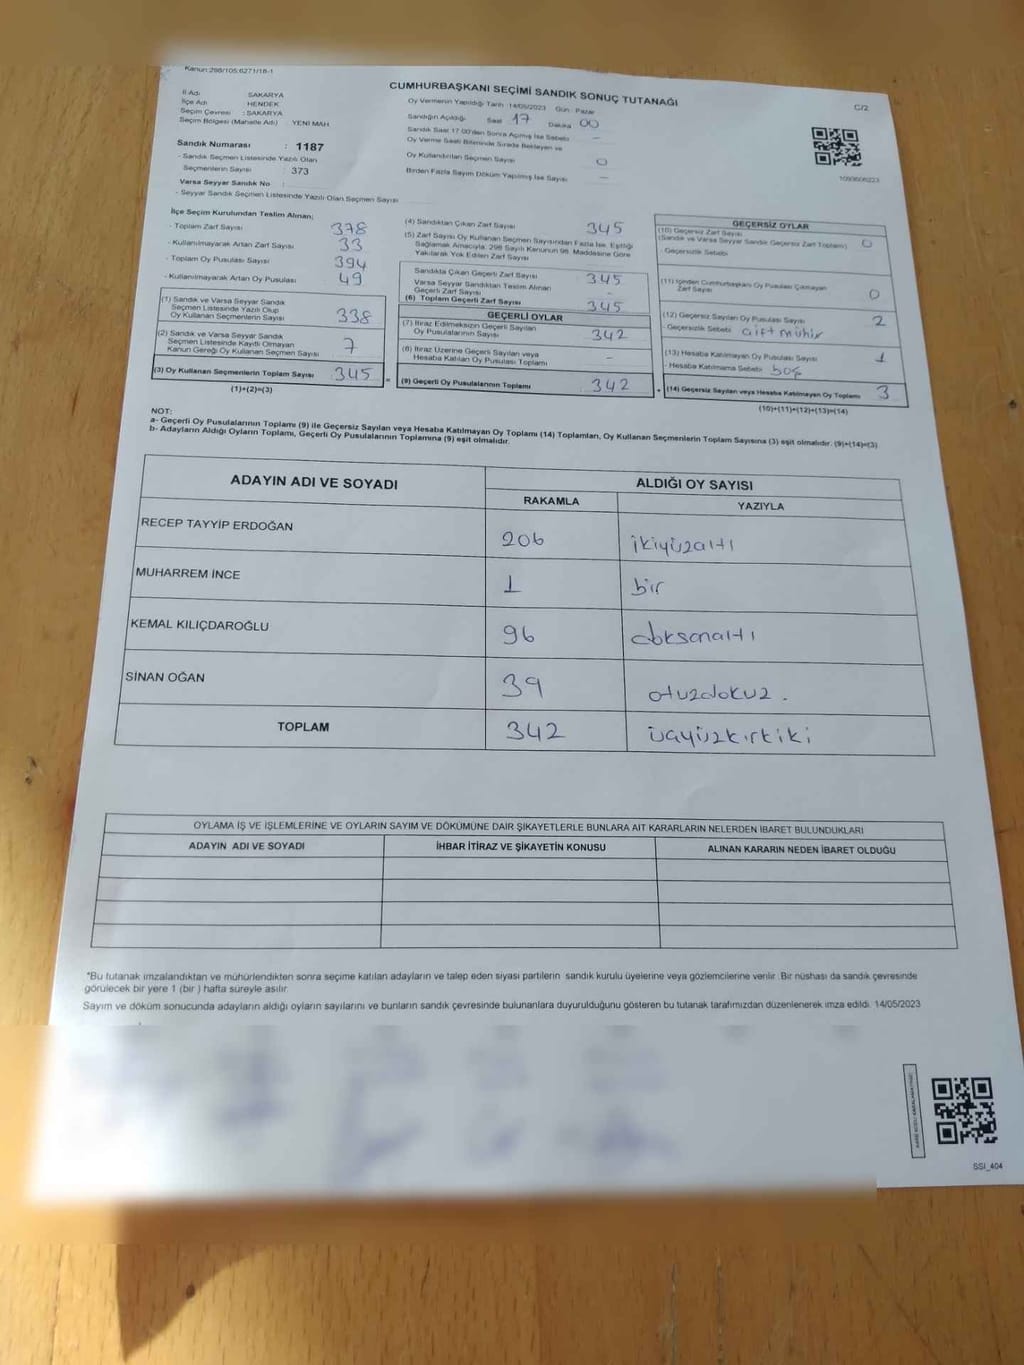 Kanun:298/105;6271/18-1
CUMHURBAŞKANI SEÇİMİ SANDIK SONUÇ TUTANAĞI
C/2
İl Adı SAKARYA
İlçe Adı HENDEK
Seçim Çevresi : SAKARYA
Seçim Bölgesi (Mahalle Adı) : YENİ MAH
Sandık Numarası : 1187
- Sandık Seçmen Listesinde Yazılı Olan
Seçmenlerin Sayısı : 373
Varsa Seyyar Sandık No :
- Seyyar Sandık Seçmen Listesinde Yazılı Olan Seçmen Sayısı
Oy Vermenin Yapıldığı Tarih :14/05/2023 Gün : Pazar
Sandığın Açıldığı Saat 17 Dakika 00
Sandık Saat 17:00'den Sonra Açılmış İse Sebebi –
Oy Verme Saati Bitiminde Sırada Bekleyen ve
Oy Kullandırılan Seçmen Sayısı 0
Birden Fazla Sayım Döküm Yapılmış İse Sayısı –
İlçe Seçim Kurulundan Teslim Alınan;
- Toplam Zarf Sayısı 378
- Kullanılmayarak Artan Zarf Sayısı 33
- Toplam Oy Pusulası Sayısı 394
- Kullanılmayarak Artan Oy Pusulası 49
(1) Sandık ve Varsa Seyyar Sandık
Seçmen Listesinde Yazılı Olup
Oy Kullanan Seçmenlerin Sayısı 338
(2) Sandık ve Varsa Seyyar Sandık
Seçmen Listesinde Kayıtlı Olmayan
Kanun Gereği Oy Kullanan Seçmen Sayısı 7
(3) Oy Kullanan Seçmenlerin Toplam Sayısı 345
(1)+(2)=(3)
(4) Sandıktan Çıkan Zarf Sayısı 345
(5) Zarf Sayısı Oy Kullanan Seçmen Sayısından Fazla İse, Eşitliği
Sağlamak Amacıyla, 298 Sayılı Kanunun 98. Maddesine Göre
Yakılarak Yok Edilen Zarf Sayısı
Sandıkta Çıkan Geçerli Zarf Sayısı 345
Varsa Seyyar Sandıktan Teslim Alınan
Geçerli Zarf Sayısı –
(6) Toplam Geçerli Zarf Sayısı 345
GEÇERLİ OYLAR
(7) İtiraz Edilmeksizin Geçerli Sayılan
Oy Pusulalarının Sayısı 342
(8) İtiraz Üzerine Geçerli Sayılan veya
Hesaba Katılan Oy Pusulası Toplamı –
(9) Geçerli Oy Pusulalarının Toplamı 342
GEÇERSİZ OYLAR
(10) Geçersiz Zarf Sayısı
(Sandık ve Varsa Seyyar Sandık Geçersiz Zarf Toplamı) 0
- Geçersizlik Sebebi
(11) İçinden Cumhurbaşkanı Oy Pusulası Çıkmayan
Zarf Sayısı 0
(12) Geçersiz Sayılan Oy Pusulası Sayısı 2
- Geçersizlik Sebebi çift mühür
(13) Hesaba Katılmayan Oy Pusulası Sayısı 1
- Hesaba Katılmama Sebebi boş
(14) Geçersiz Sayılan veya Hesaba Katılmayan Oy Toplamı 3
(10)+(11)+(12)+(13)=(14)
NOT:
a- Geçerli Oy Pusulalarının Toplamı (9) ile Geçersiz Sayılan veya Hesaba Katılmayan Oy Toplamı (14) Toplamları, Oy Kullanan Seçmenlerin Toplam Sayısına (3) eşit olmalıdır. (9)+(14)=(3)
b- Adayların Aldığı Oyların Toplamı, Geçerli Oy Pusulalarının Toplamına (9) eşit olmalıdır.
ADAYIN ADI VE SOYADI ALDIĞI OY SAYISI
RAKAMLA YAZIYLA
RECEP TAYYİP ERDOĞAN 206 ikiyüzaltı
MUHARREM İNCE 1 bir
KEMAL KILIÇDAROĞLU 96 doksanaltı
SİNAN OĞAN 39 otuzdokuz.
TOPLAM 342 üçyüzkırkiki
OYLAMA İŞ VE İŞLEMLERİNE VE OYLARIN SAYIM VE DÖKÜMÜNE DAİR ŞİKAYETLERLE BUNLARA AİT KARARLARIN NELERDEN İBARET BULUNDUKLARI
ADAYIN ADI VE SOYADI İHBAR İTİRAZ VE ŞİKAYETİN KONUSU ALINAN KARARIN NEDEN İBARET OLDUĞU
*Bu tutanak imzalandıktan ve mühürlendikten sonra seçime katılan adayların ve talep eden siyasi partilerin sandık kurulu üyelerine veya gözlemcilerine verilir. Bir nüshası da sandık çevresinde
görülecek bir yere 1 (bir ) hafta süreyle asılır.
Sayım ve döküm sonucunda adayların aldığı oyların sayılarını ve bunların sandık çevresinde bulunanlara duyurulduğunu gösteren bu tutanak tarafımızdan düzenlenerek imza edildi. 14/05/2023
SSI_404